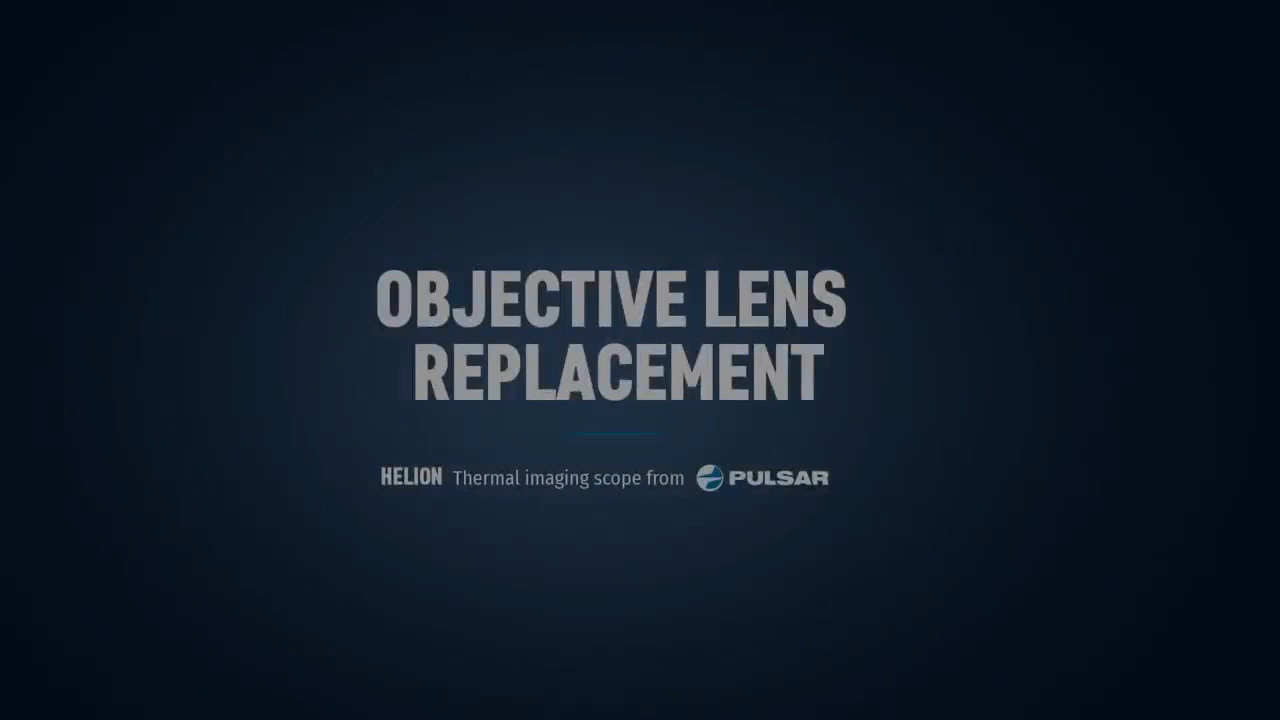 OBJECTIVE LENS
REPLACEMENT
HELION Thermal imaging scope from PULSAR